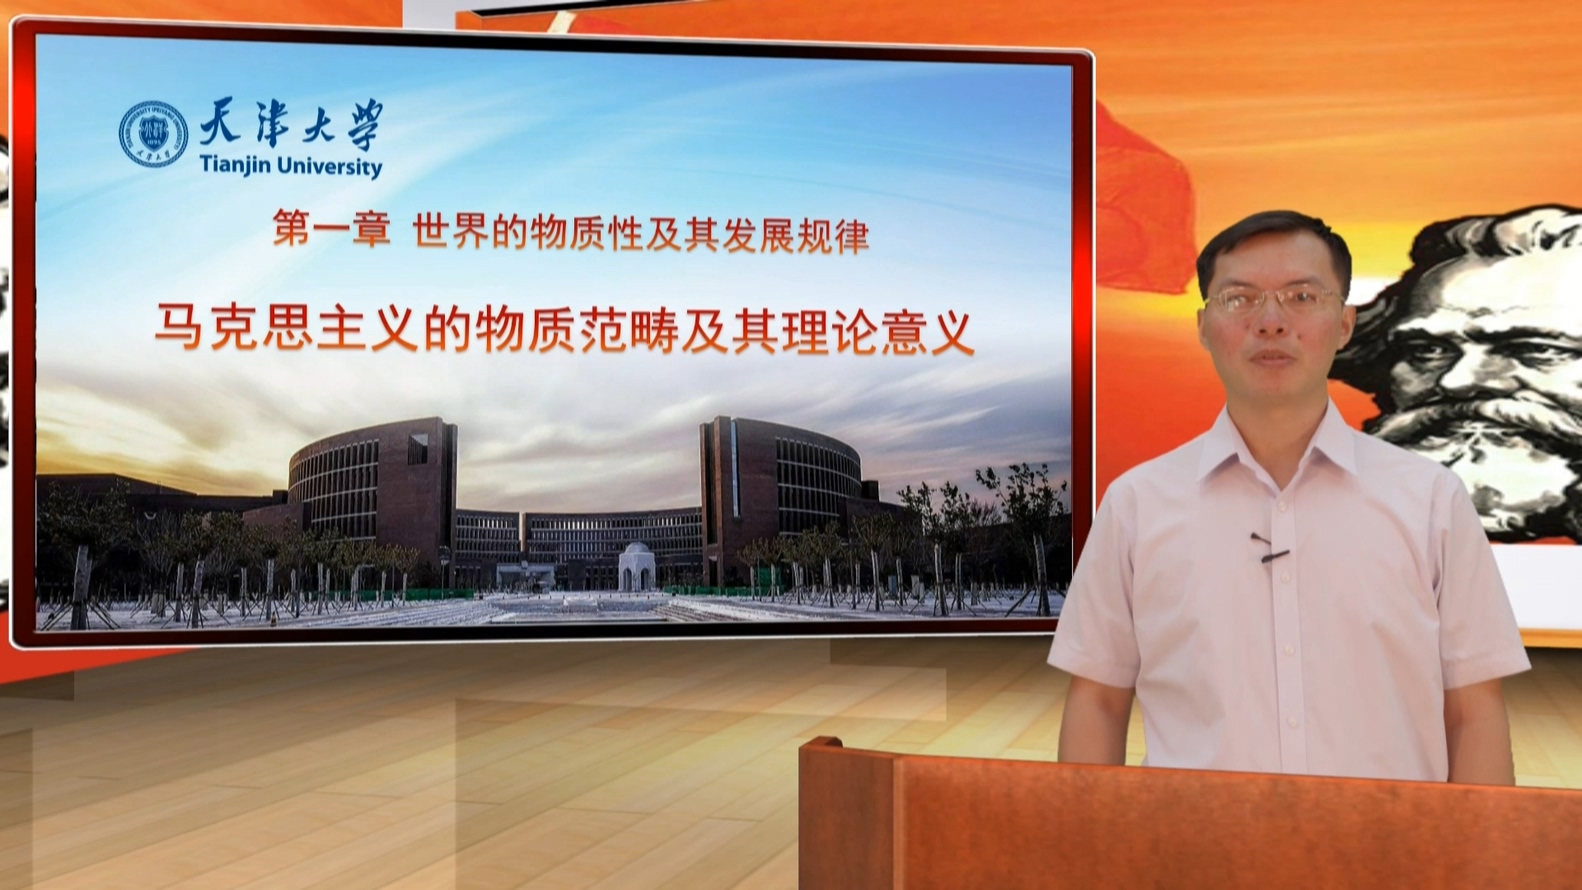 天津大学
Tianjin University
第一章 世界的物质性及其发展规律
马克思主义的物质范畴及其理论意义